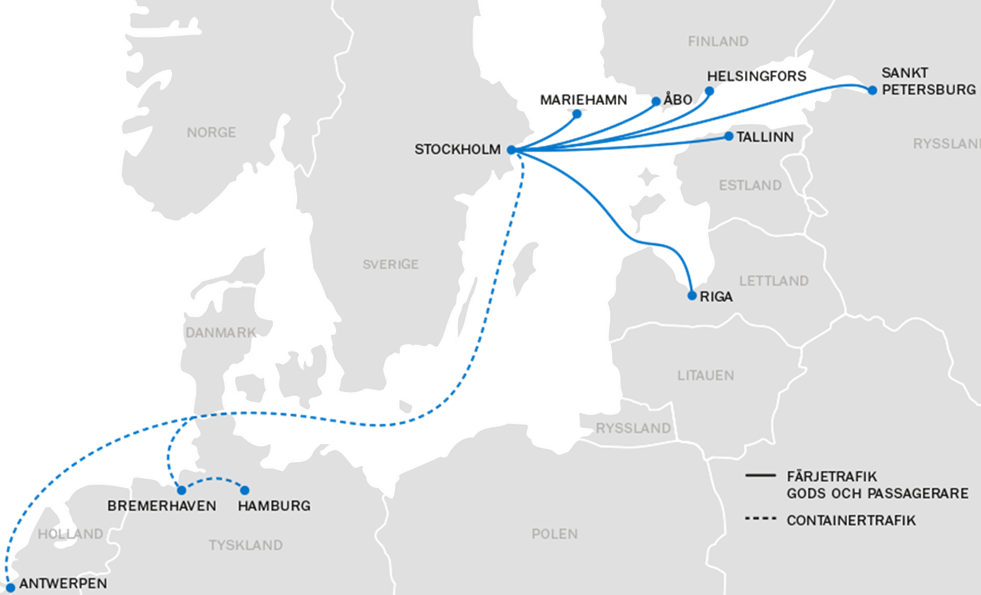 FINLAND
HELSINGFORS
SANKT
PETERSBURG
MARIEHAMN
ÅBO
NORGE
STOCKHOLM
TALLINN
RYSSLAN
ESTLAND
SVERIGE
LETTLAND
RIGA
DANMARK
LITAUEN
RYSSLAND
FÄRJETRAFIK
GODS OCH PASSAGERARE
BREMERHAVEN
HAMBURG
CONTAINERTRAFIK
HOLLAND
POLEN
TYSKLAND
ANTWERPEN